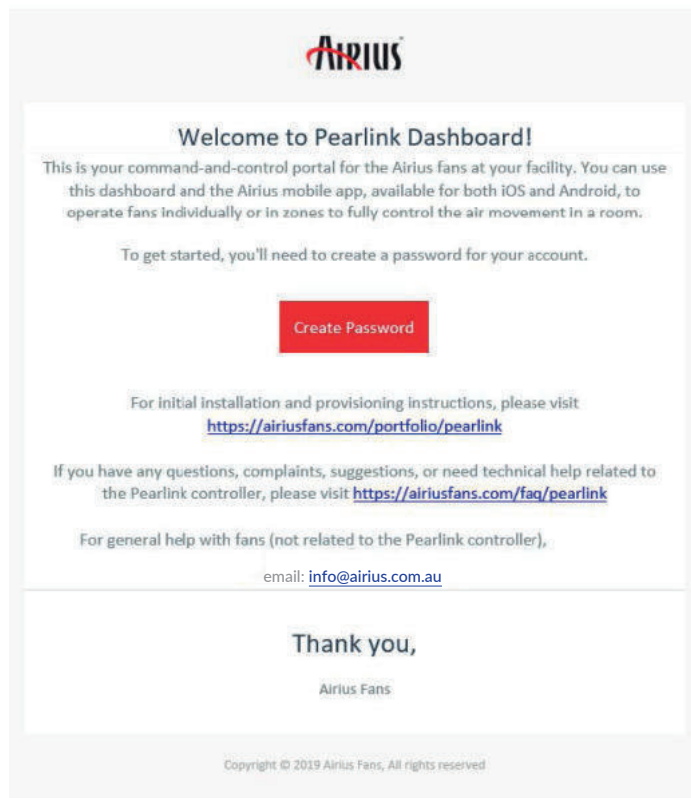 AIRIUS
Welcome to Pearlink Dashboard!
This is your command-and-control portal for the Airius fans at your facility. You can use
this dashboard and the Airius mobile app, available for both iOS and Android, to
operate fans individually or in zones to fully control the air movement in a room.
To get started, you'll need to create a password for your account.
Create Password
For initial installation and provisioning instructions, please visit
https://airiusfans.com/portfolio/pearlink
If you have any questions, complaints, suggestions, or need technical help related to
the Pearlink controller, please visit https://airiusfans.com/faq/pearlink
For general help with fans (not related to the Pearlink controller),
email: info@airius.com.au
Thank you,
Airius Fans
Copyright © 2019 Airius Fans, All rights reserved